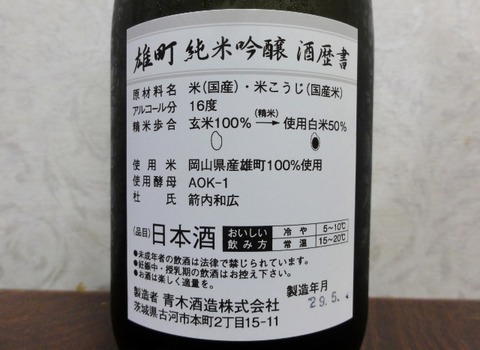 雄町 純米吟醸 酒歴書
原材料名 米(国産)・米こうじ(国産米)
アルコール分 16度
精米歩合 玄米100% (精米)→ 使用白米50%
使用米 岡山県産雄町100%使用
使用酵母 AOK-1
杜氏 箭内和広
(品目) 日本酒
おいしい飲み方 冷や 5~10℃
常温 15~20℃
●未成年者の飲酒は法律で禁じられています。
●妊娠中・授乳期の飲酒はお控え下さい。
●お酒は楽しく適量を。
製造者 青木酒造株式会社
茨城県古河市本町2丁目15-11
製造年月
29.5.